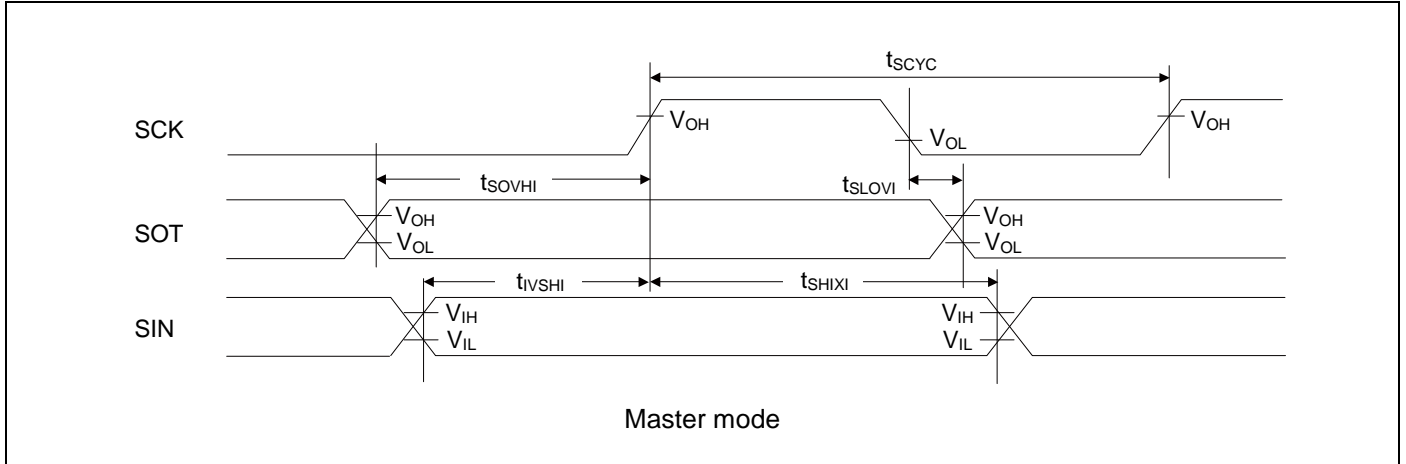 tSCYC
SCK
VOH
VOL
VOH
tSOVHI
tSLOVI
SOT
VOH
VOL
VOH
VOL
tIVSHI
tSHIXI
SIN
VIH
VIL
VIH
VIL
Master mode